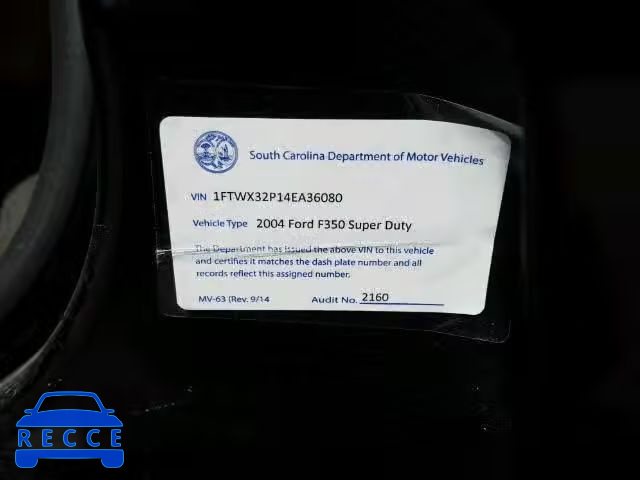 South Carolina Department of Motor Vehicles
VIN 1FTWX32P14EA36080
Vehicle Type 2004 Ford F350 Super Duty
The Department has issued the above VIN to this vehicle
and certifies it matches the dash plate number and all
records reflect this assigned number.
MV-63 (Rev. 9/14 Audit No. 2160
RECCE